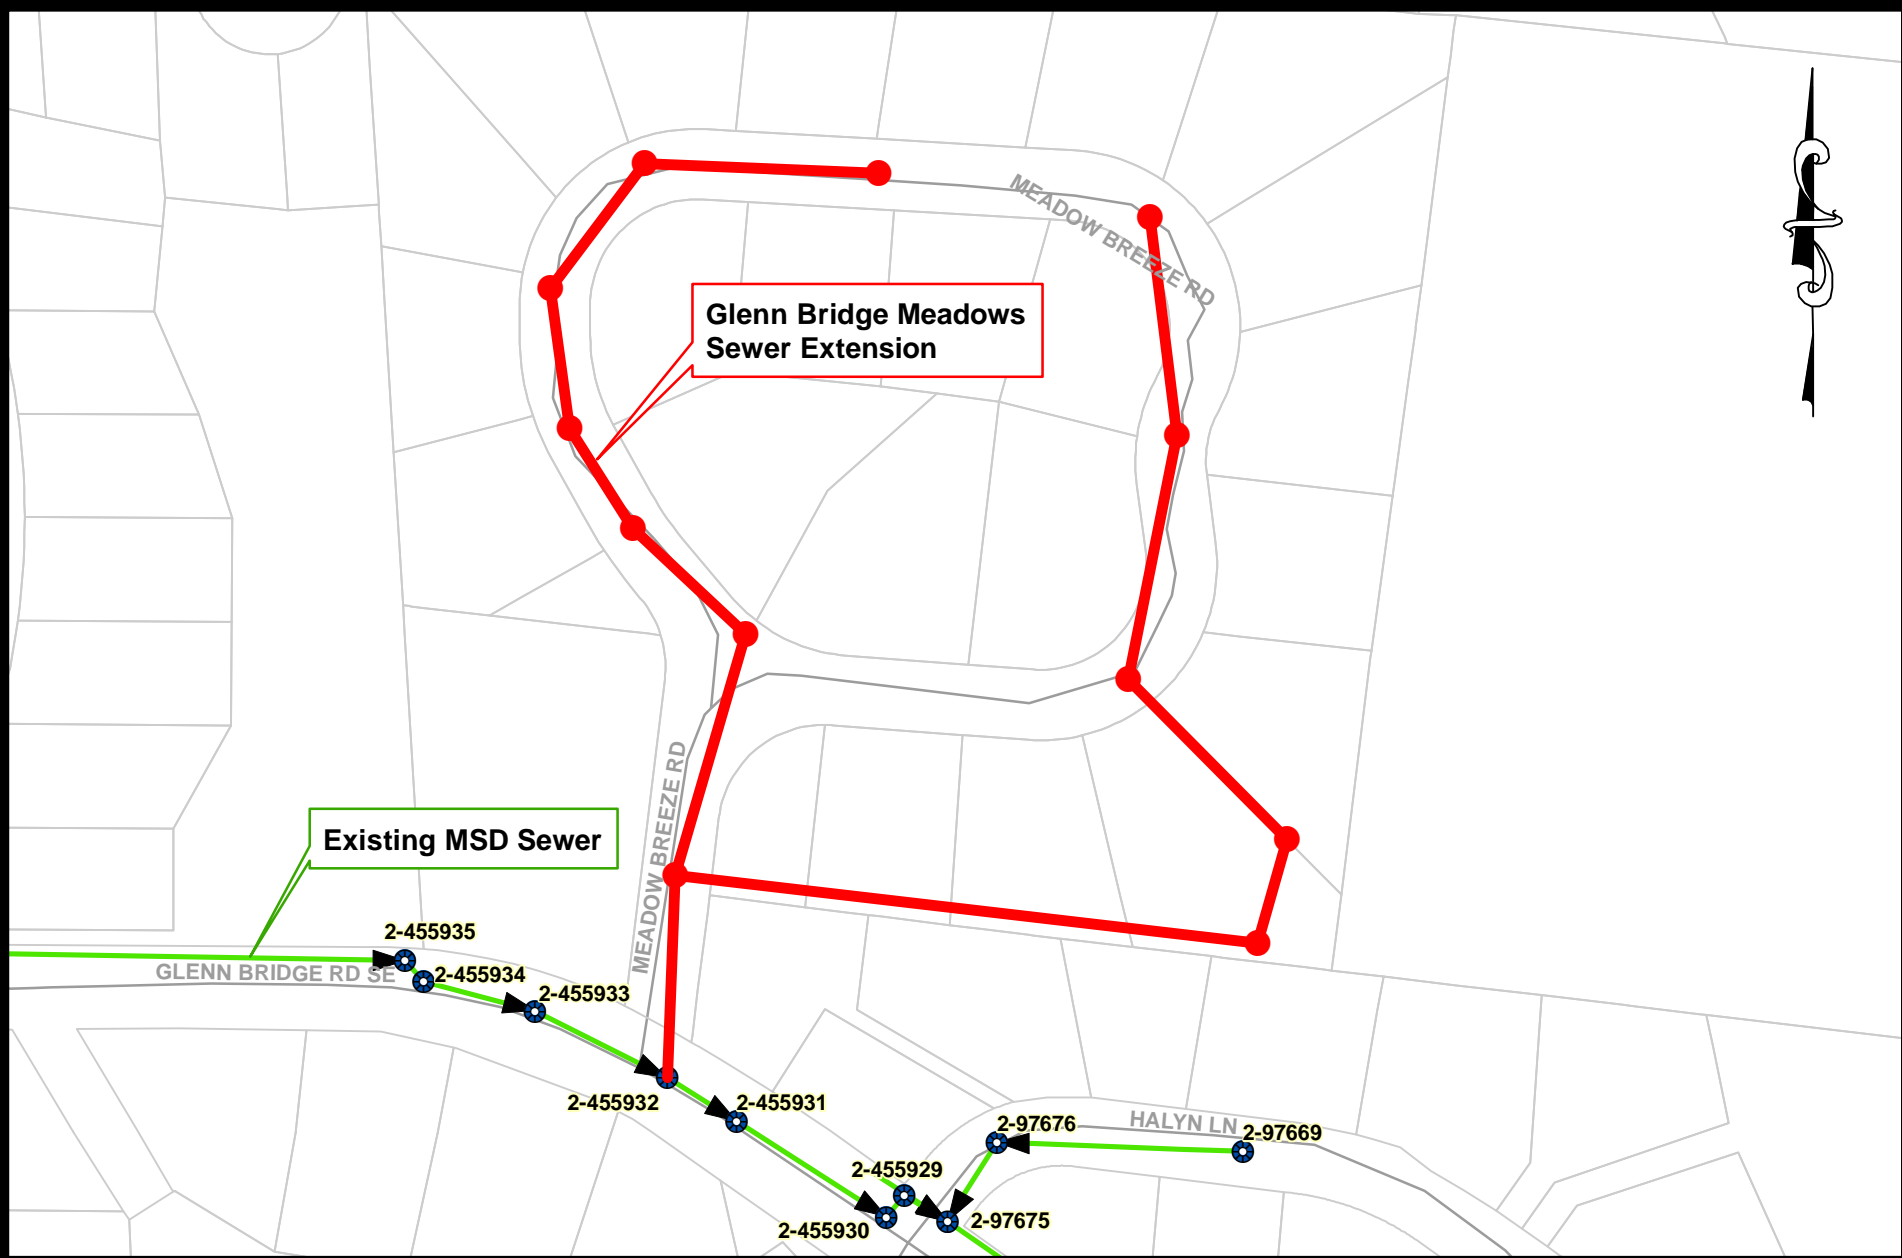 MEADOW BREEZE RD
Glenn Bridge Meadows
Sewer Extension
MEADOW BREEZE RD
Existing MSD Sewer
2-455935
GLENN BRIDGE RD SE
2-455934
2-455933
2-455932
2-455931
2-97676
HALYN LN
2-97669
2-455929
2-455930
2-97675